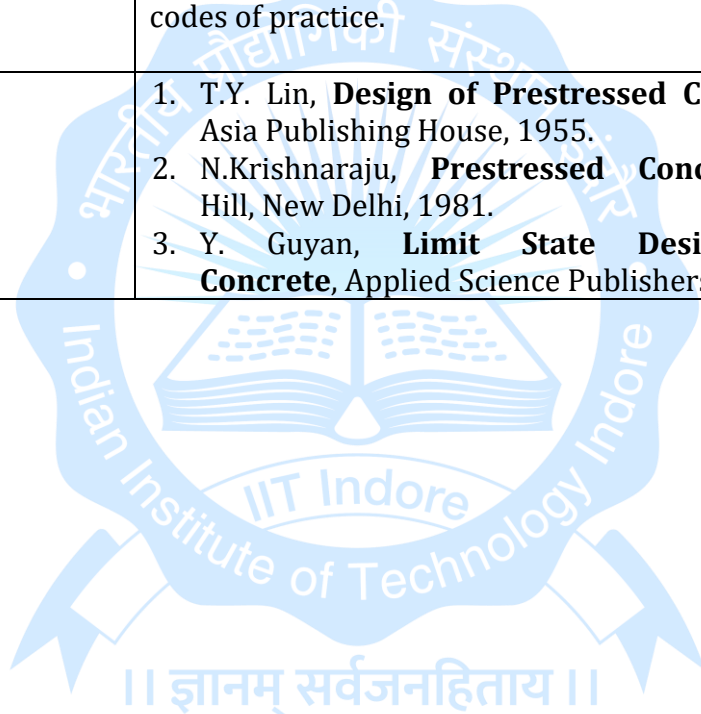 codes of practice.
1. T.Y. Lin, Design of Prestressed C
Asia Publishing House, 1955.
2. N.Krishnaraju, Prestressed Conc
Hill, New Delhi, 1981.
3. Y. Guyan, Limit State Desi
Concrete, Applied Science Publishers
भारतीय प्रौद्योगिकी संस्थान इंदौर
Indian Institute of Technology Indore
IIT Indore
।। ज्ञानम् सर्वजनहिताय ।।